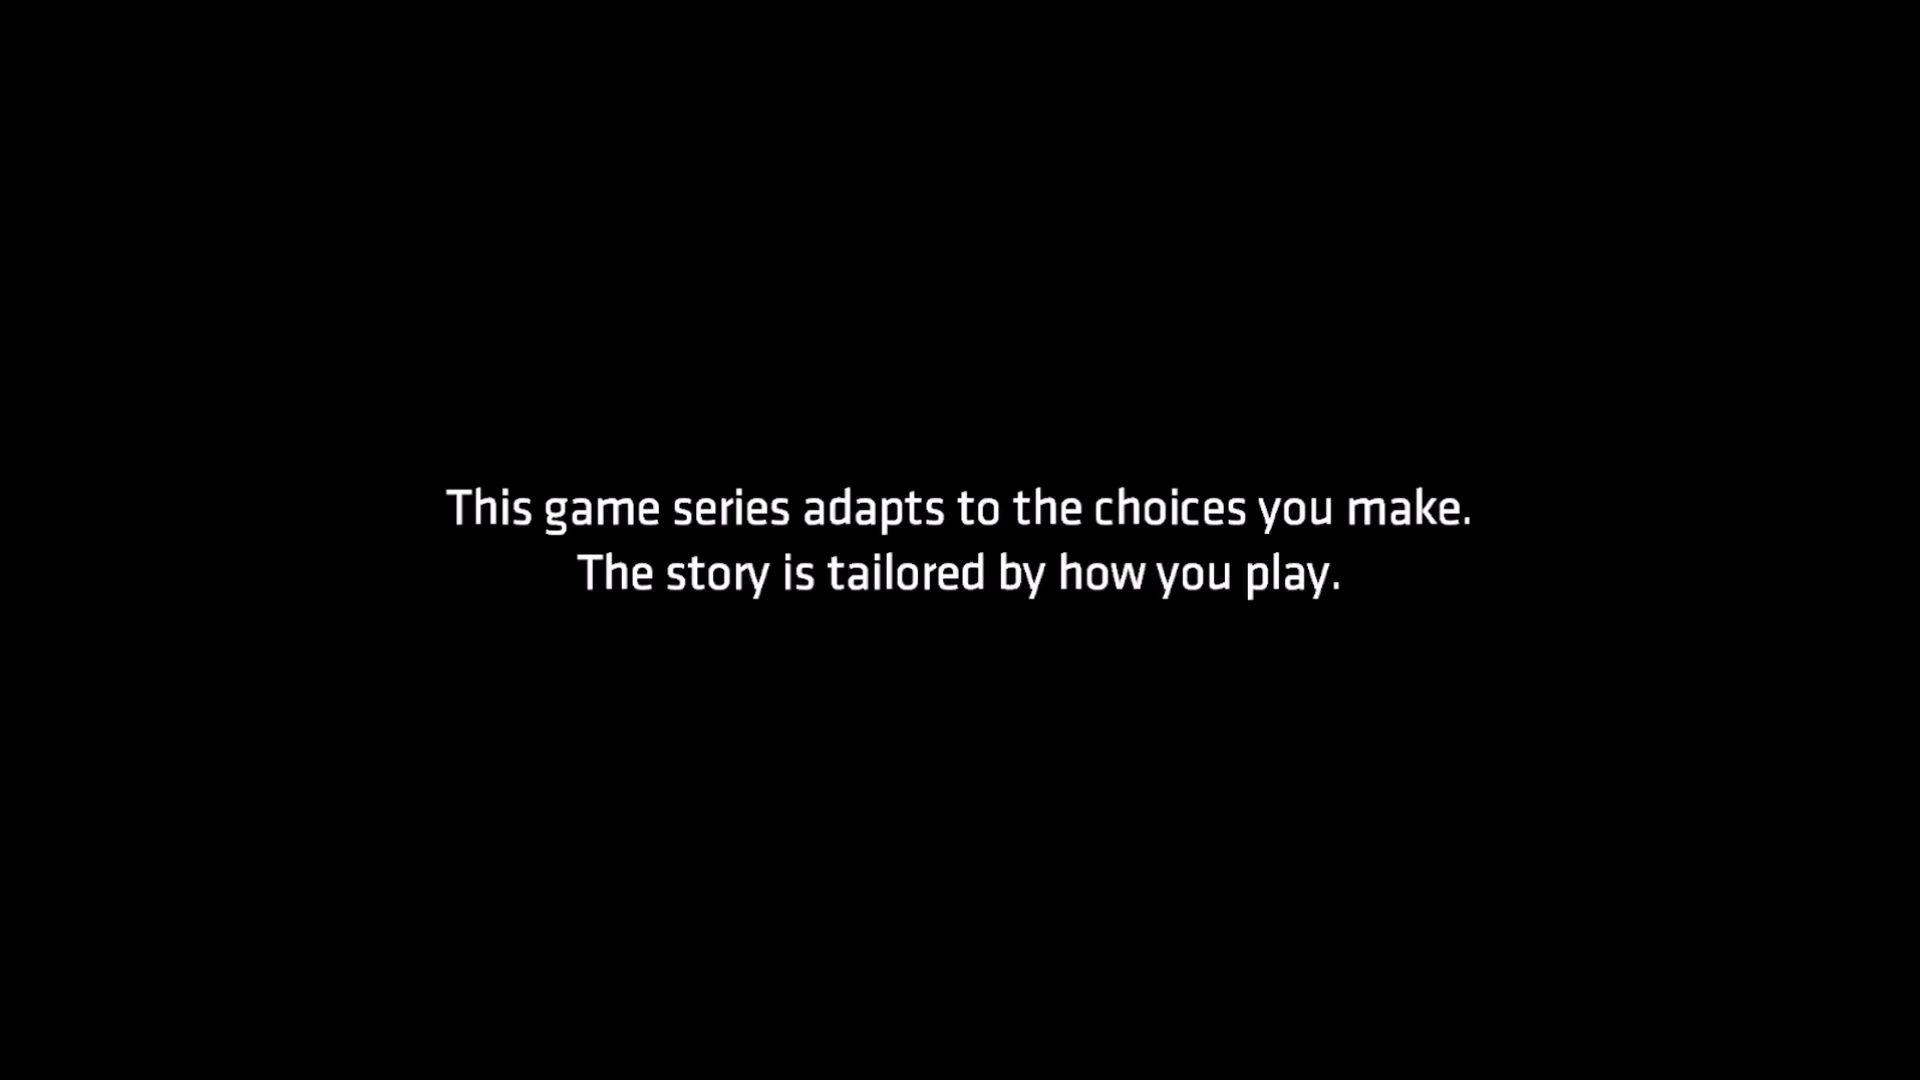 This game series adapts to the choices you make.
The story is tailored by how you play.